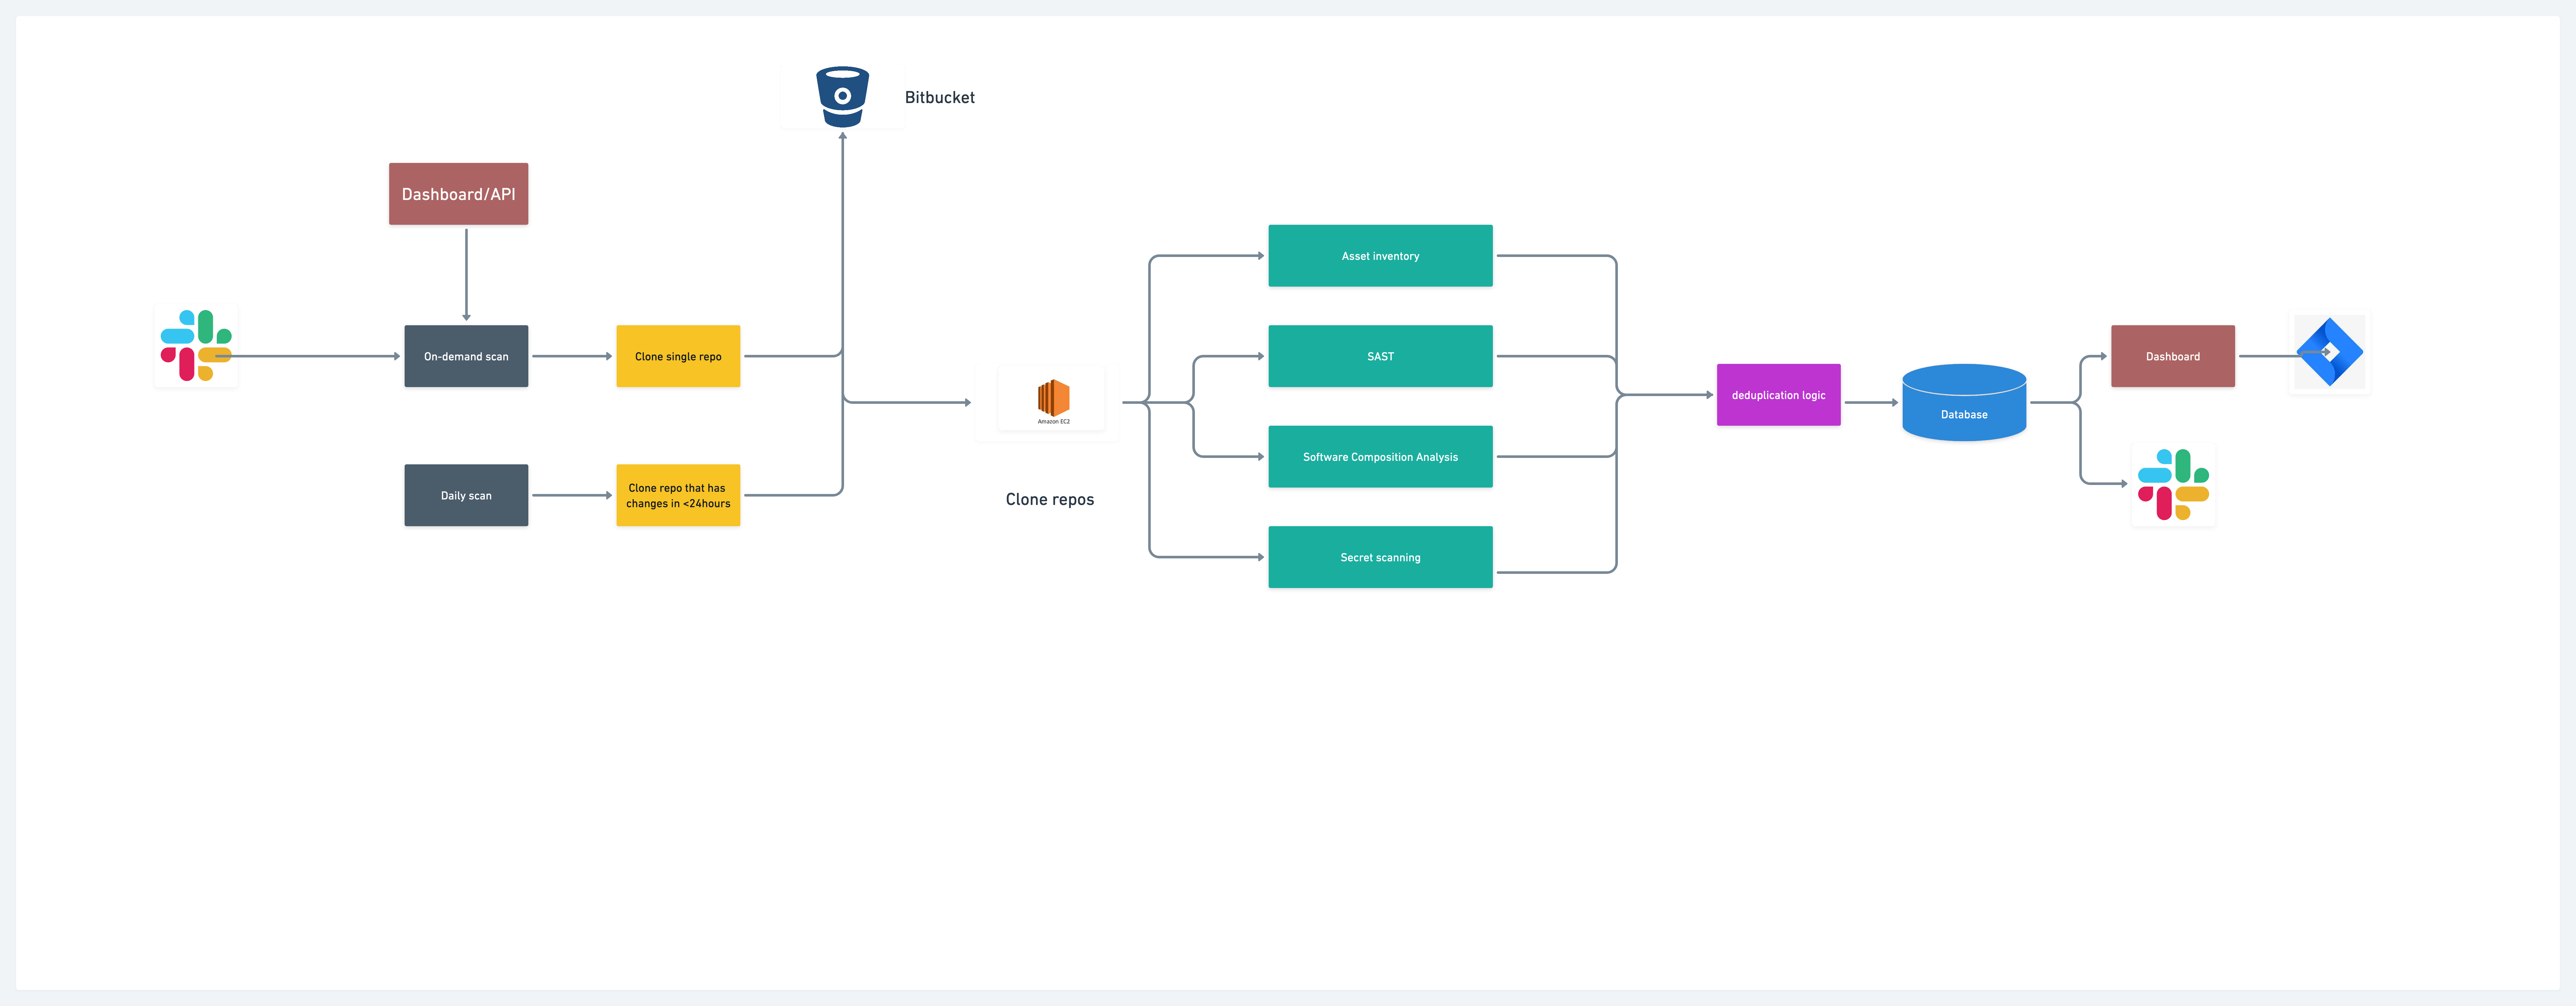 Bitbucket
Dashboard/API
On-demand scan
Clone single repo
Daily scan
Clone repo that has
changes in <24hours
Amazon EC2
Clone repos
Asset inventory
SAST
Software Composition Analysis
Secret scanning
deduplication logic
Database
Dashboard